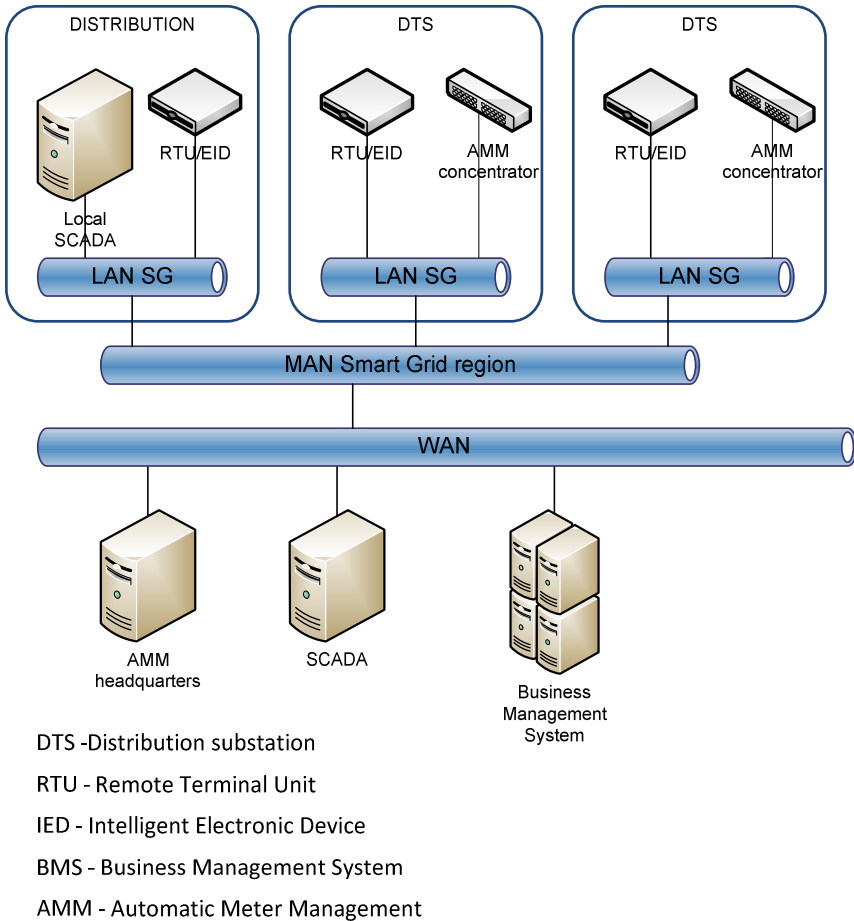 DISTRIBUTION
DTS
DTS
Local
SCADA
RTU/EID
RTU/EID
AMM
concentrator
RTU/EID
AMM
concentrator
LAN SG
LAN SG
LAN SG
MAN Smart Grid region
WAN
AMM
headquarters
SCADA
Business
Management
System
DTS -Distribution substation
RTU - Remote Terminal Unit
IED - Intelligent Electronic Device
BMS - Business Management System
AMM - Automatic Meter Management